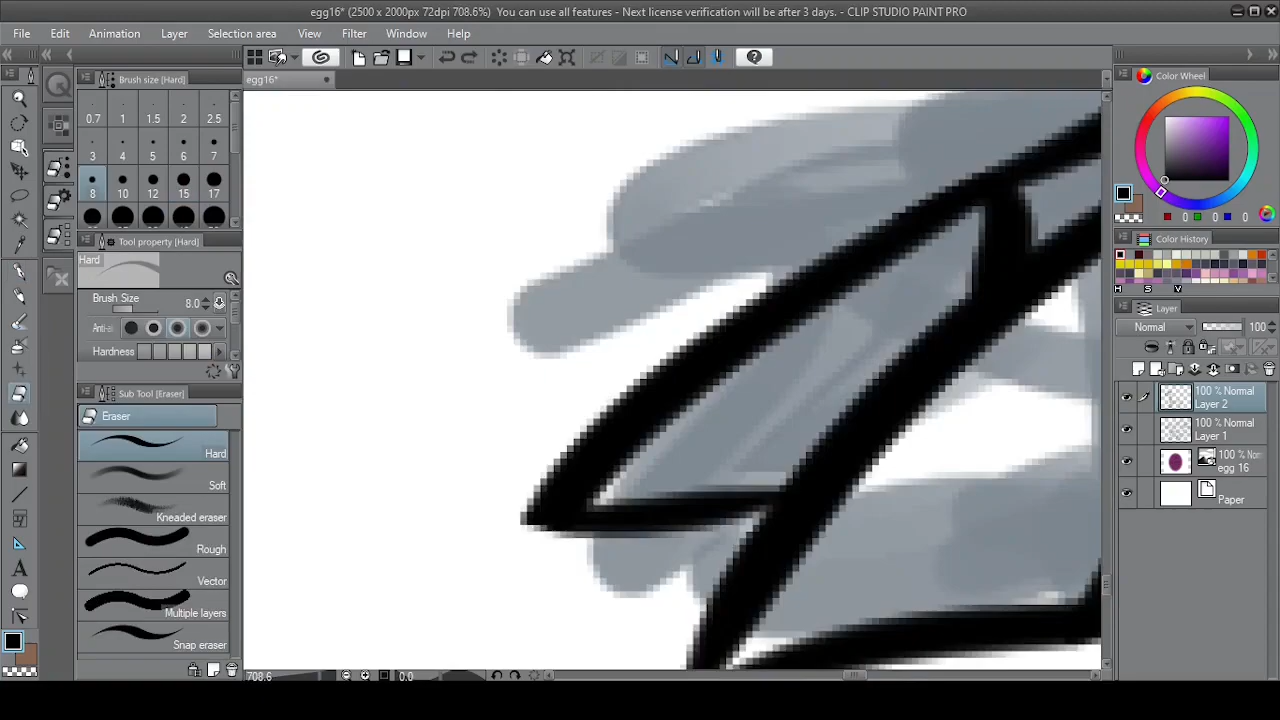 egg16* (2500 x 2000px 72dpi 708.6%)  You can use all features - Next license verification will be after 3 days. - CLIP STUDIO PAINT PRO
File Edit Animation Layer Selection area View Filter Window Help
egg16*
Brush size [Hard]
0.7 1 1.5 2 2.5
3 4 5 6 7
8 10 12 15 17
Tool property [Hard]
Hard
Brush Size 8.0
Anti-al
Hardness
Sub Tool [Eraser]
Eraser
Hard
Soft
Kneaded eraser
Rough
Vector
Multiple layers
Snap eraser
708.6
0.0
Color Wheel
0 0 0
Color History
H S V
Layer
Normal 100
100 % Normal
Layer 2
100 % Normal
Layer 1
100 % Nor
egg 16
Paper